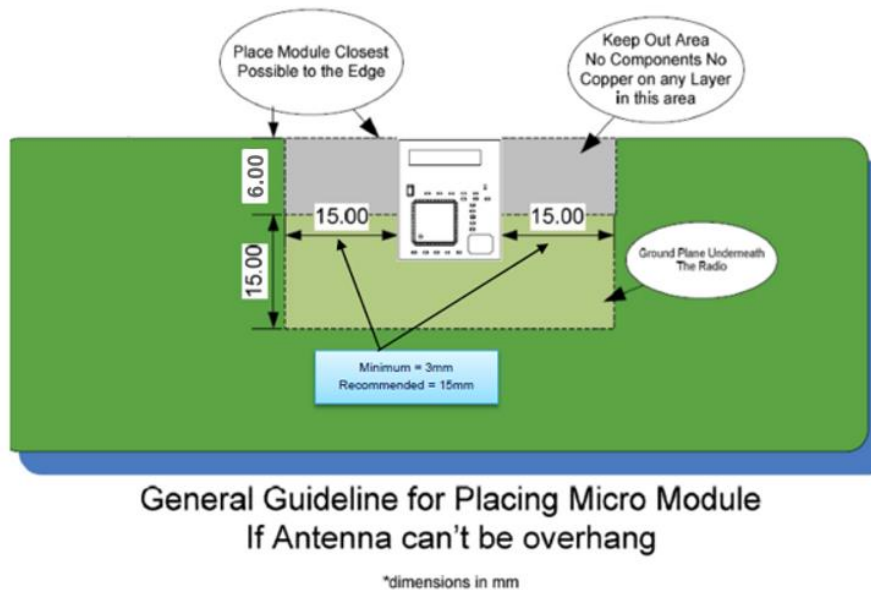 Place Module Closest
Possible to the Edge
Keep Out Area
No Components No
Copper on any Layer
in this area
6.00
15.00
15.00
15.00
Ground Plane Underneath
The Radio
Minimum = 3mm
Recommended = 15mm
General Guideline for Placing Micro Module
If Antenna can't be overhang
*dimensions in mm